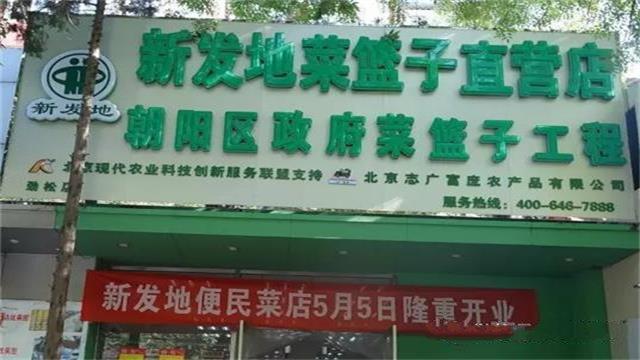 新发地菜篮子直营店
新发地
朝阳区政府菜篮子工程
北京现代农业科技创新服务联盟支持
北京志广富庶农产品有限公司
劲松店
服务热线：400-646-7888
新发地便民菜店5月5日隆重开业